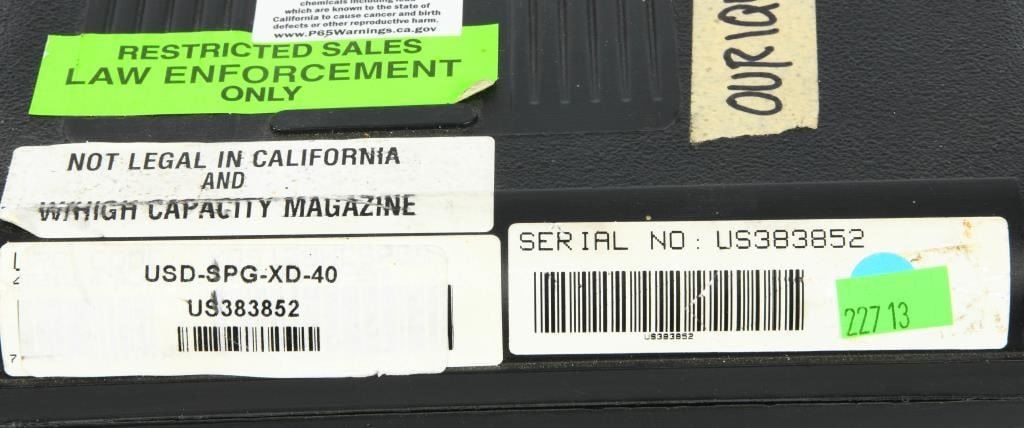 chemicals including lead
which are known to the state of
California to cause cancer and birth
defects or other reproductive harm.
www.P65Warnings.ca.gov
RESTRICTED SALES
LAW ENFORCEMENT
ONLY
OURIQ
NOT LEGAL IN CALIFORNIA
AND
W/HIGH CAPACITY MAGAZINE
USD-SPG-XD-40
US383852
SERIAL NO: US383852
US383852
227 13